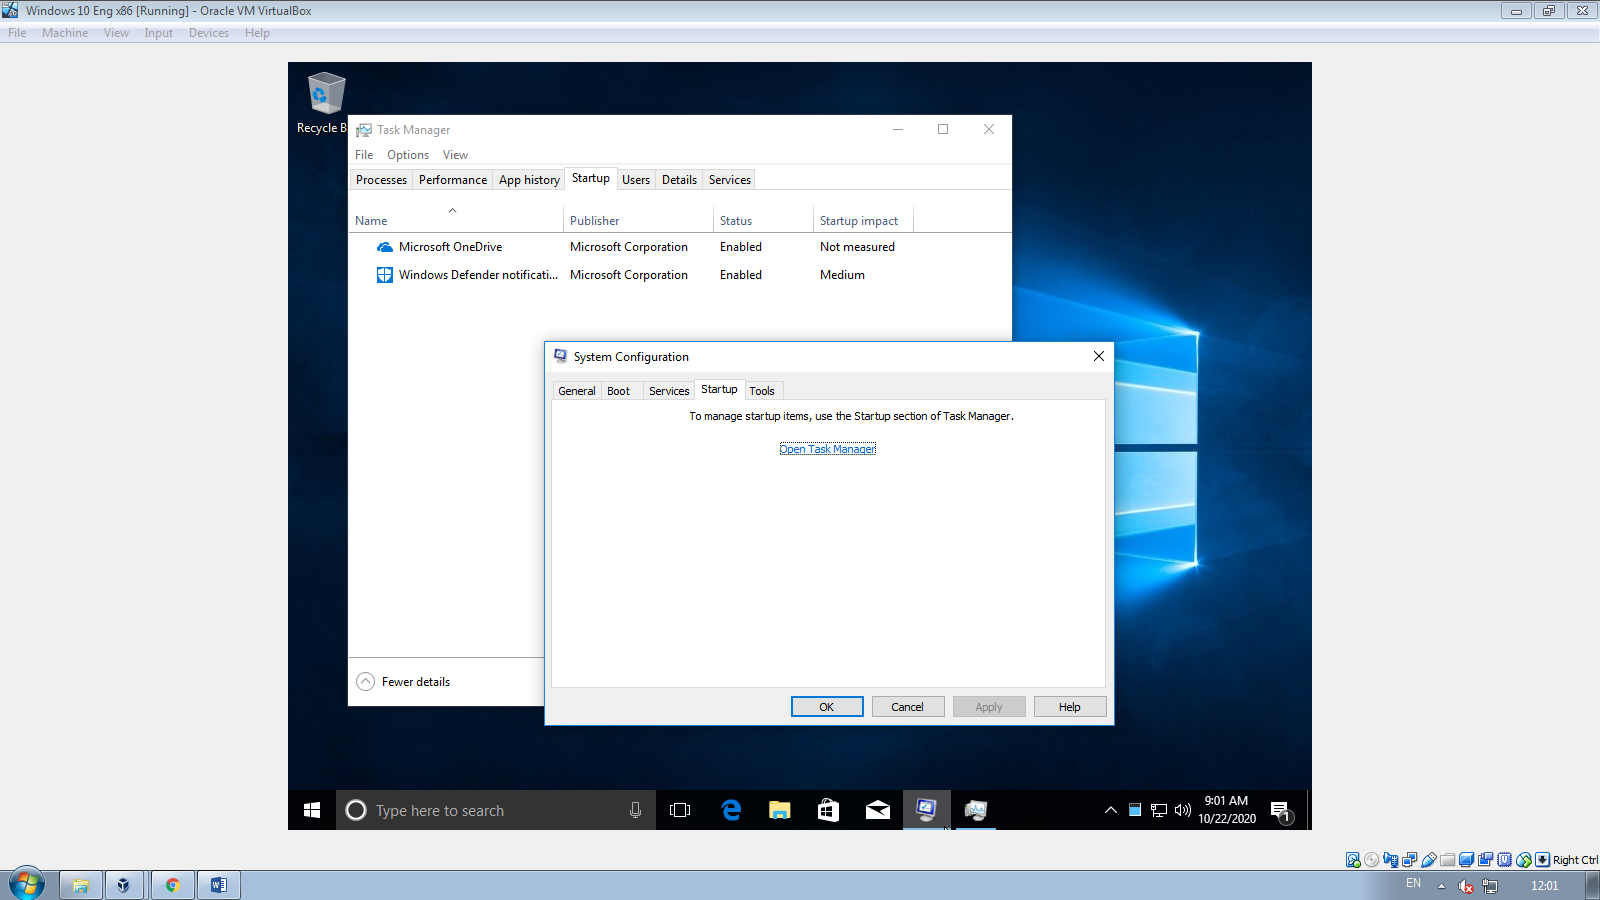 Windows 10 Eng x86 [Running] - Oracle VM VirtualBox
File Machine View Input Devices Help
Recycle B
Task Manager
File Options View
Processes Performance App history Startup Users Details Services
Name Publisher Status Startup impact
Microsoft OneDrive Microsoft Corporation Enabled Not measured
Windows Defender notificati... Microsoft Corporation Enabled Medium
System Configuration
General Boot Services Startup Tools
To manage startup items, use the Startup section of Task Manager.
Open Task Manager
Fewer details
OK Cancel Apply Help
Type here to search
9:01 AM
10/22/2020
1
Right Ctrl
EN
12:01